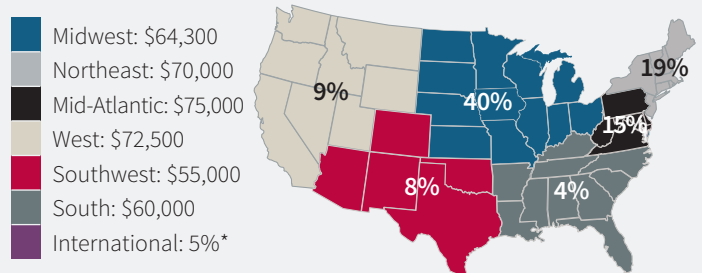 Midwest: $64,300
Northeast: $70,000
Mid-Atlantic: $75,000
West: $72,500
Southwest: $55,000
South: $60,000
International: 5%*
19%
9%
40%
15%
8%
4%